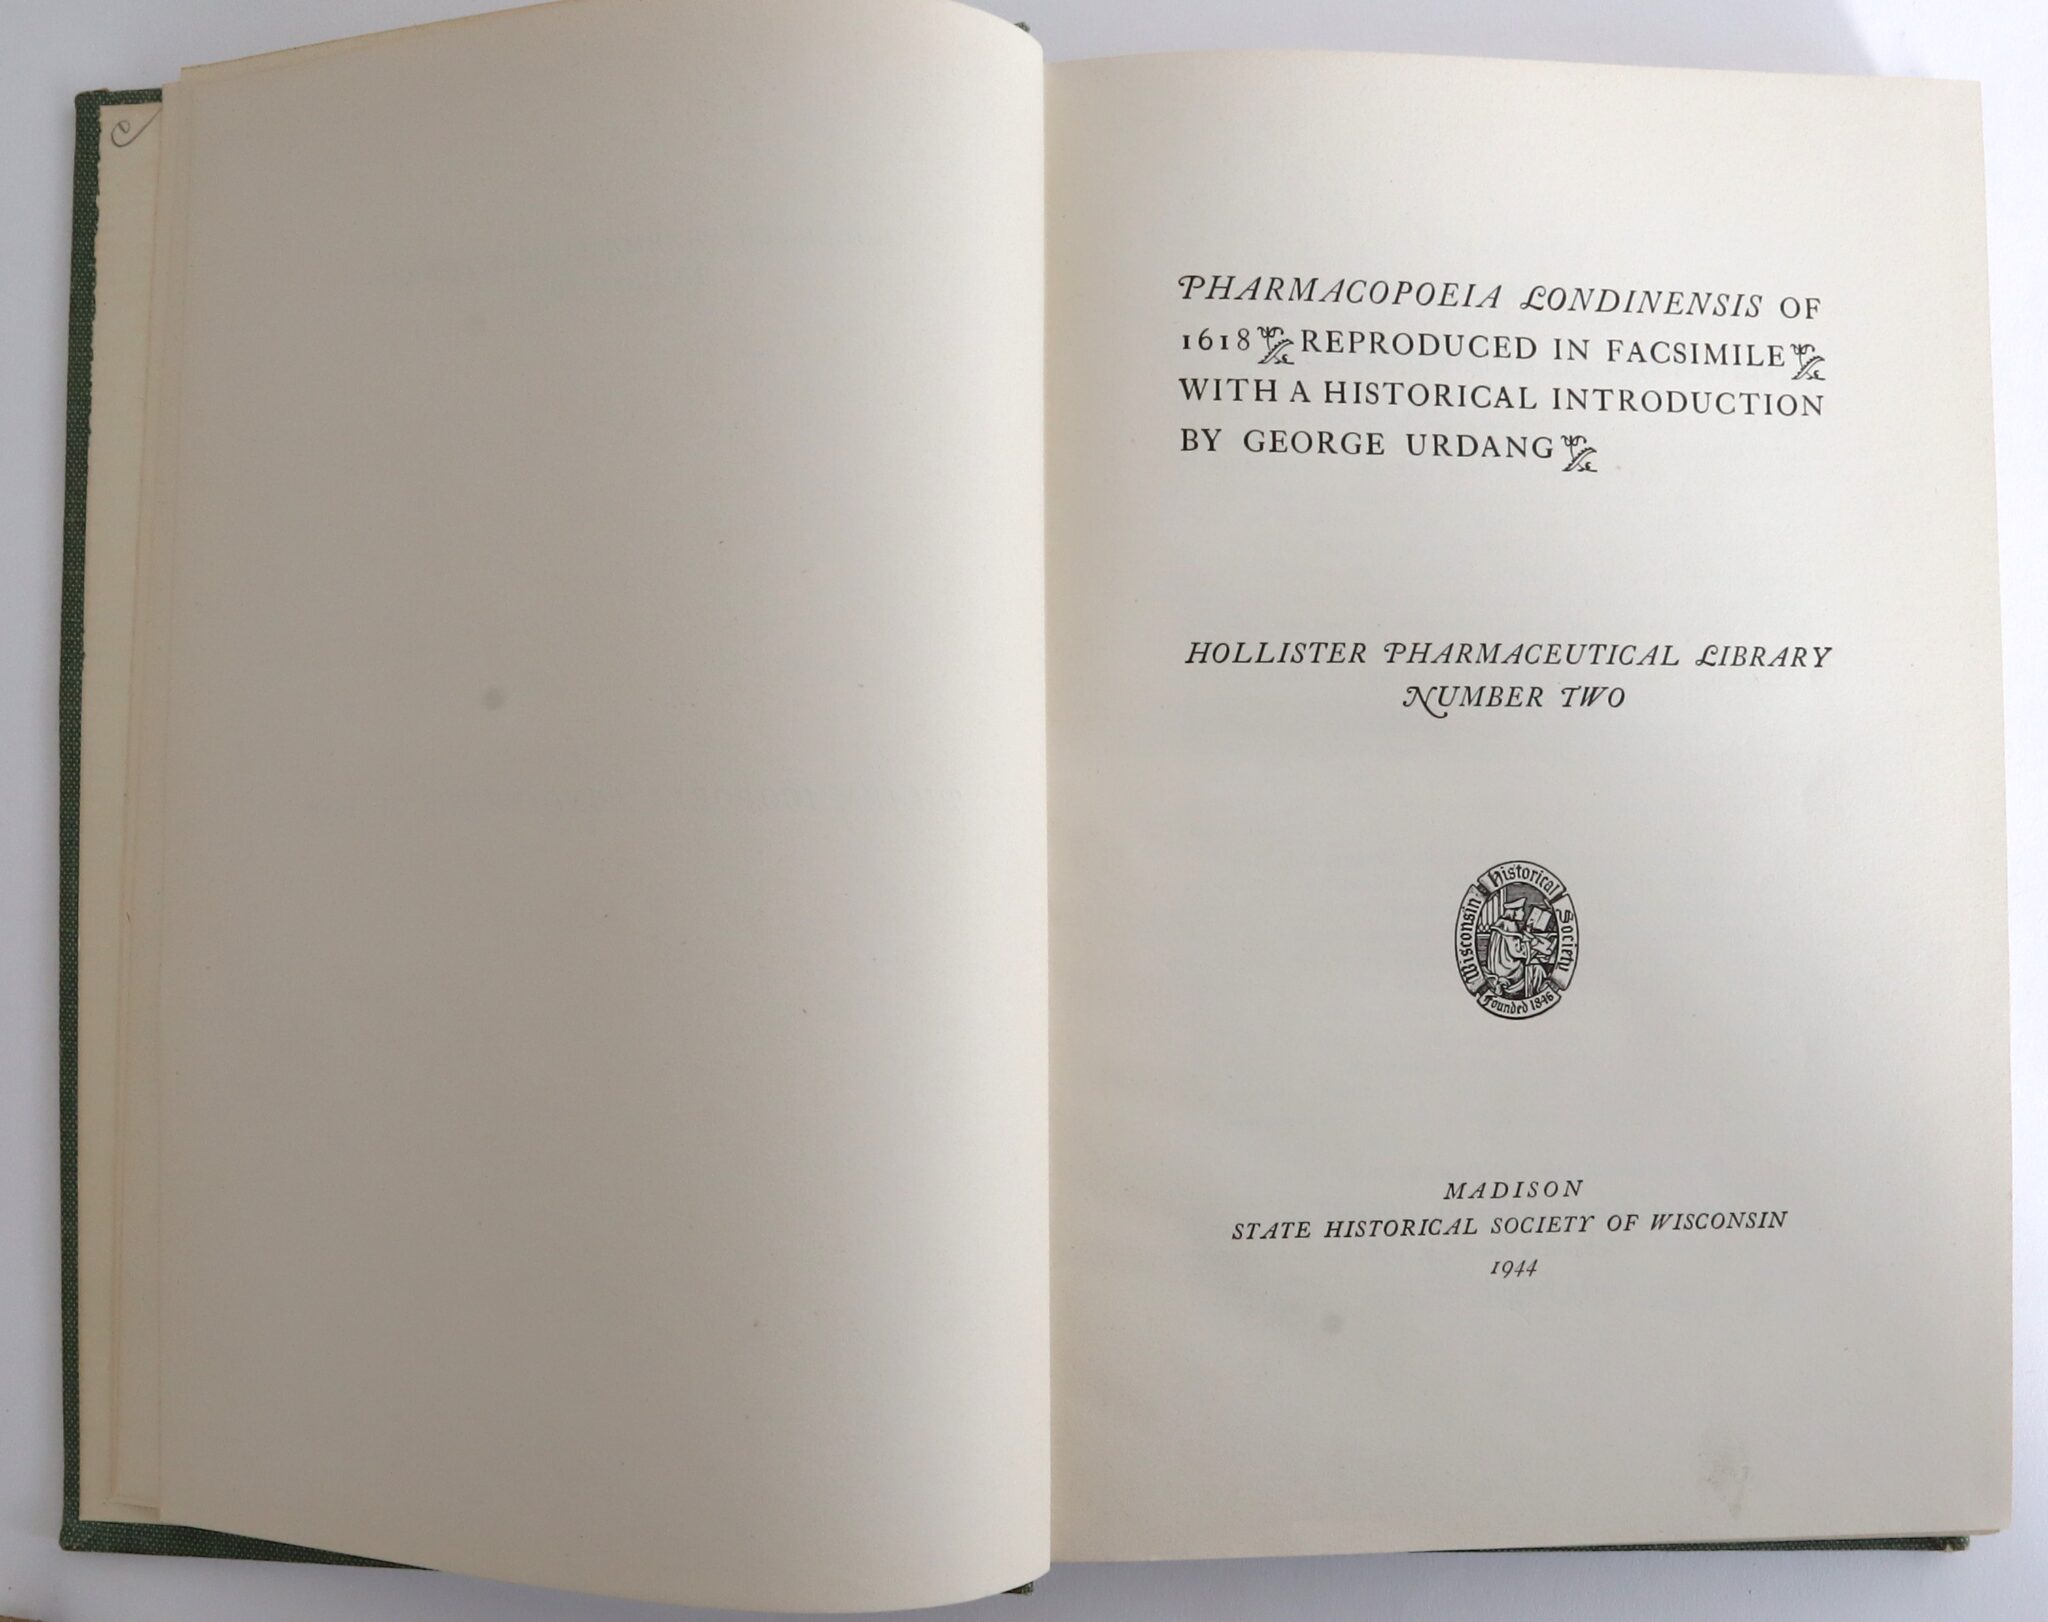 PHARMACOPOEIA LONDINENSIS OF
1618 REPRODUCED IN FACSIMILE
WITH A HISTORICAL INTRODUCTION
BY GEORGE URDANG
HOLLISTER PHARMACEUTICAL LIBRARY
NUMBER TWO
Wisconsin Historical Society
Founded 1846
MADISON
STATE HISTORICAL SOCIETY OF WISCONSIN
1944